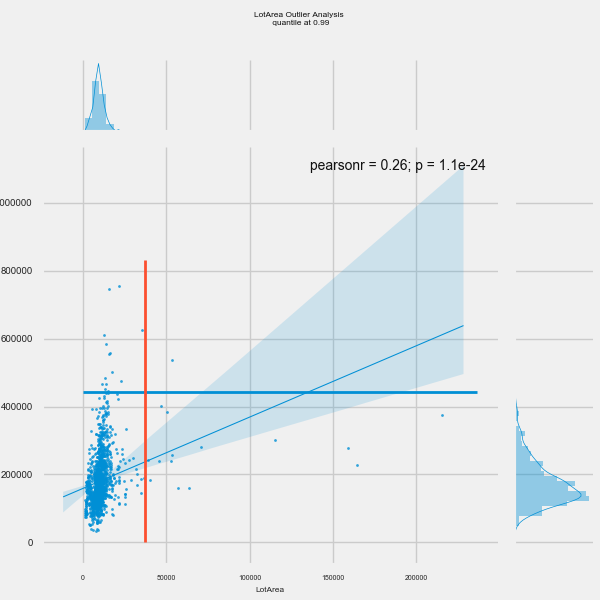 LotArea Outlier Analysis
quantile at 0.99
pearsonr = 0.26; p = 1.1e-24
000000
800000
600000
400000
200000
0
0
50000
100000
150000
200000
LotArea